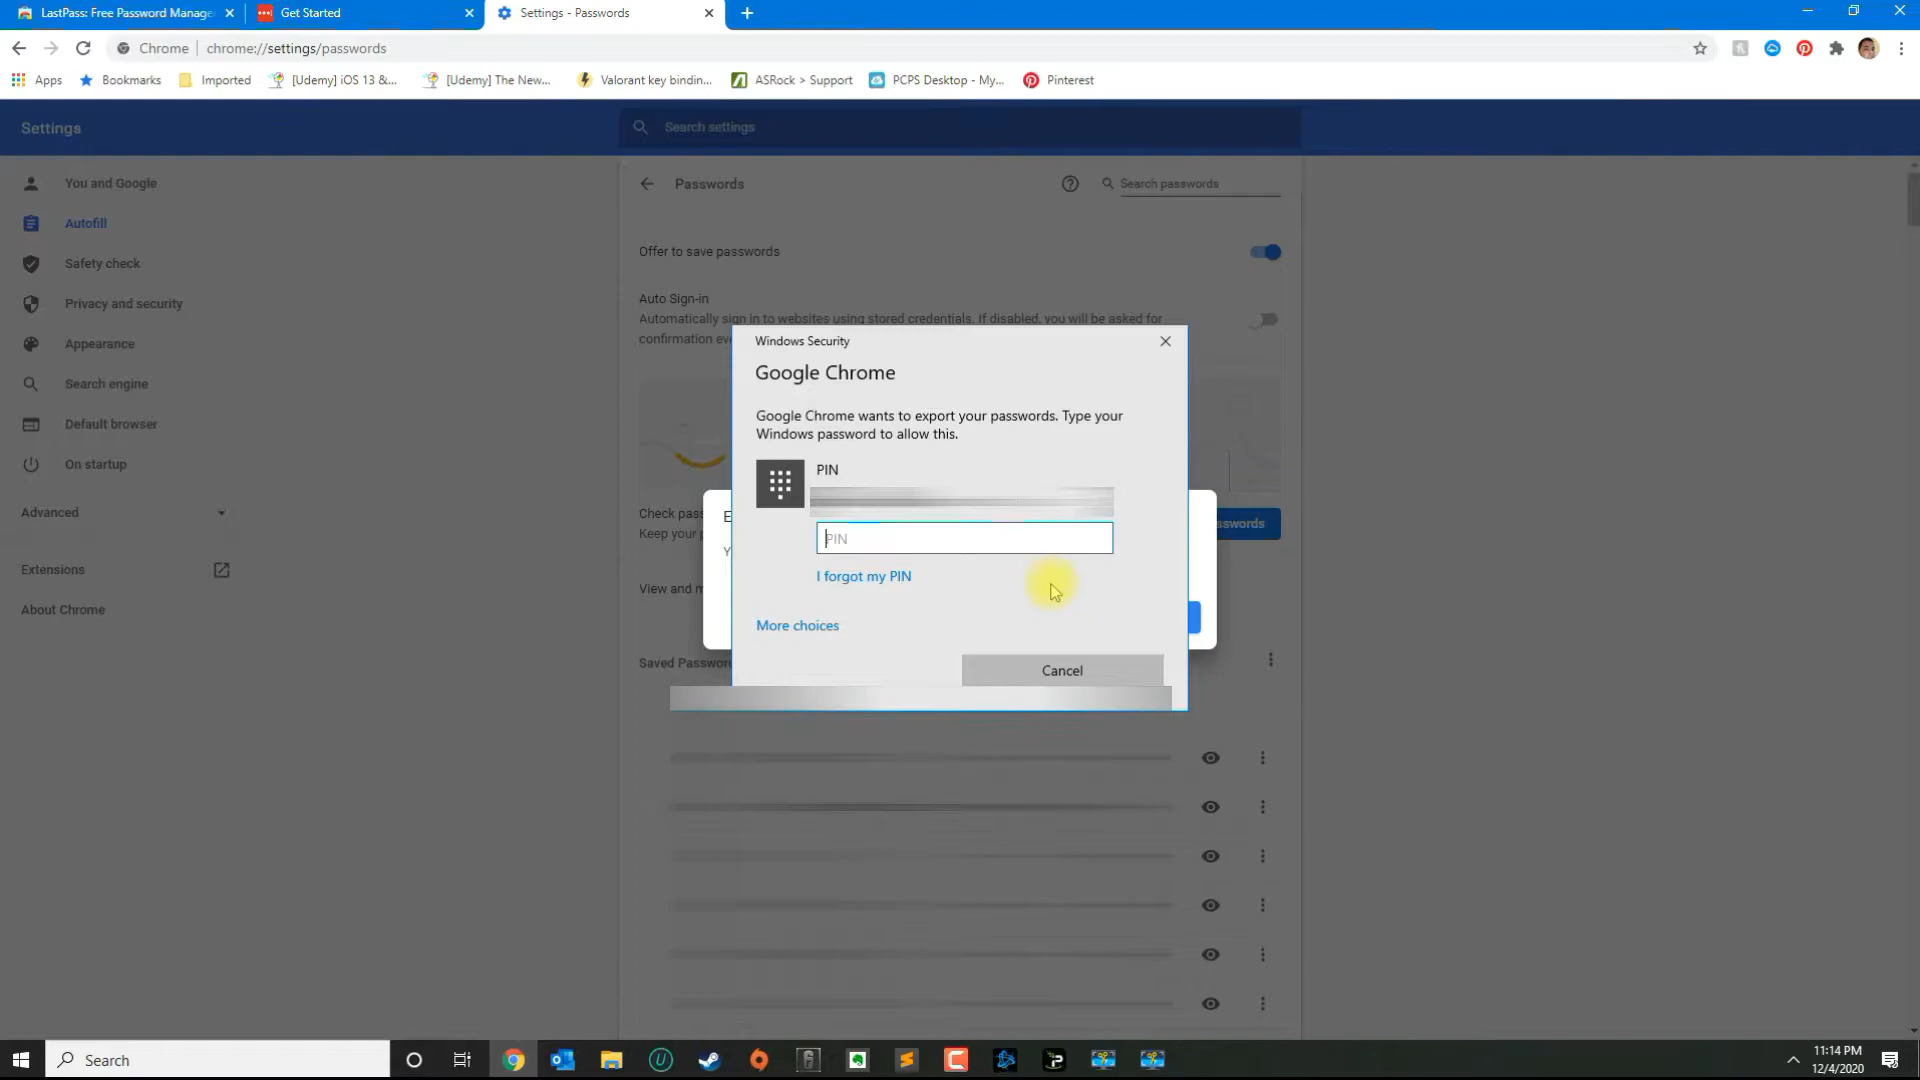 LastPass: Free Password Manage
Get Started
Settings - Passwords
Chrome
chrome://settings/passwords
Apps
Bookmarks
Imported
[Udemy] iOS 13 &...
[Udemy] The New...
Valorant key bindin...
ASRock > Support
PCPS Desktop - My...
Pinterest
Settings
Search settings
You and Google
Autofill
Safety check
Privacy and security
Appearance
Search engine
Default browser
On startup
Advanced
Extensions
About Chrome
Passwords
Search passwords
Offer to save passwords
Auto Sign-in
Automatically sign in to websites using stored credentials. If disabled, you will be asked for
confirmation
Windows Security
Google Chrome
Google Chrome wants to export your passwords. Type your
Windows password to allow this.
PIN
PIN
I forgot my PIN
More choices
Cancel
Check
Keep your
View and
Saved
Search
11:14 PM
12/4/2020